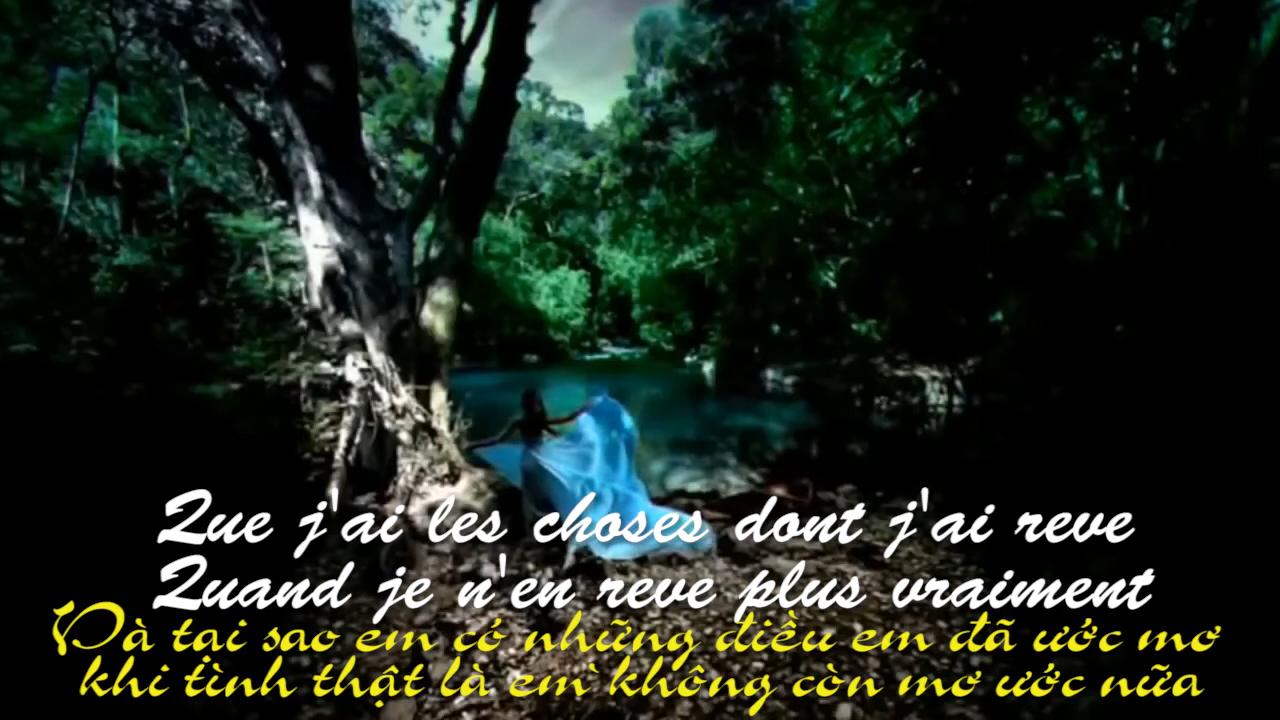 Que j'ai les choses dont j'ai reve
Quand je n'en reve plus vraiment
Và tại sao em có những điều em đã ước mơ
khi tình thật là em không còn mơ ước nữa